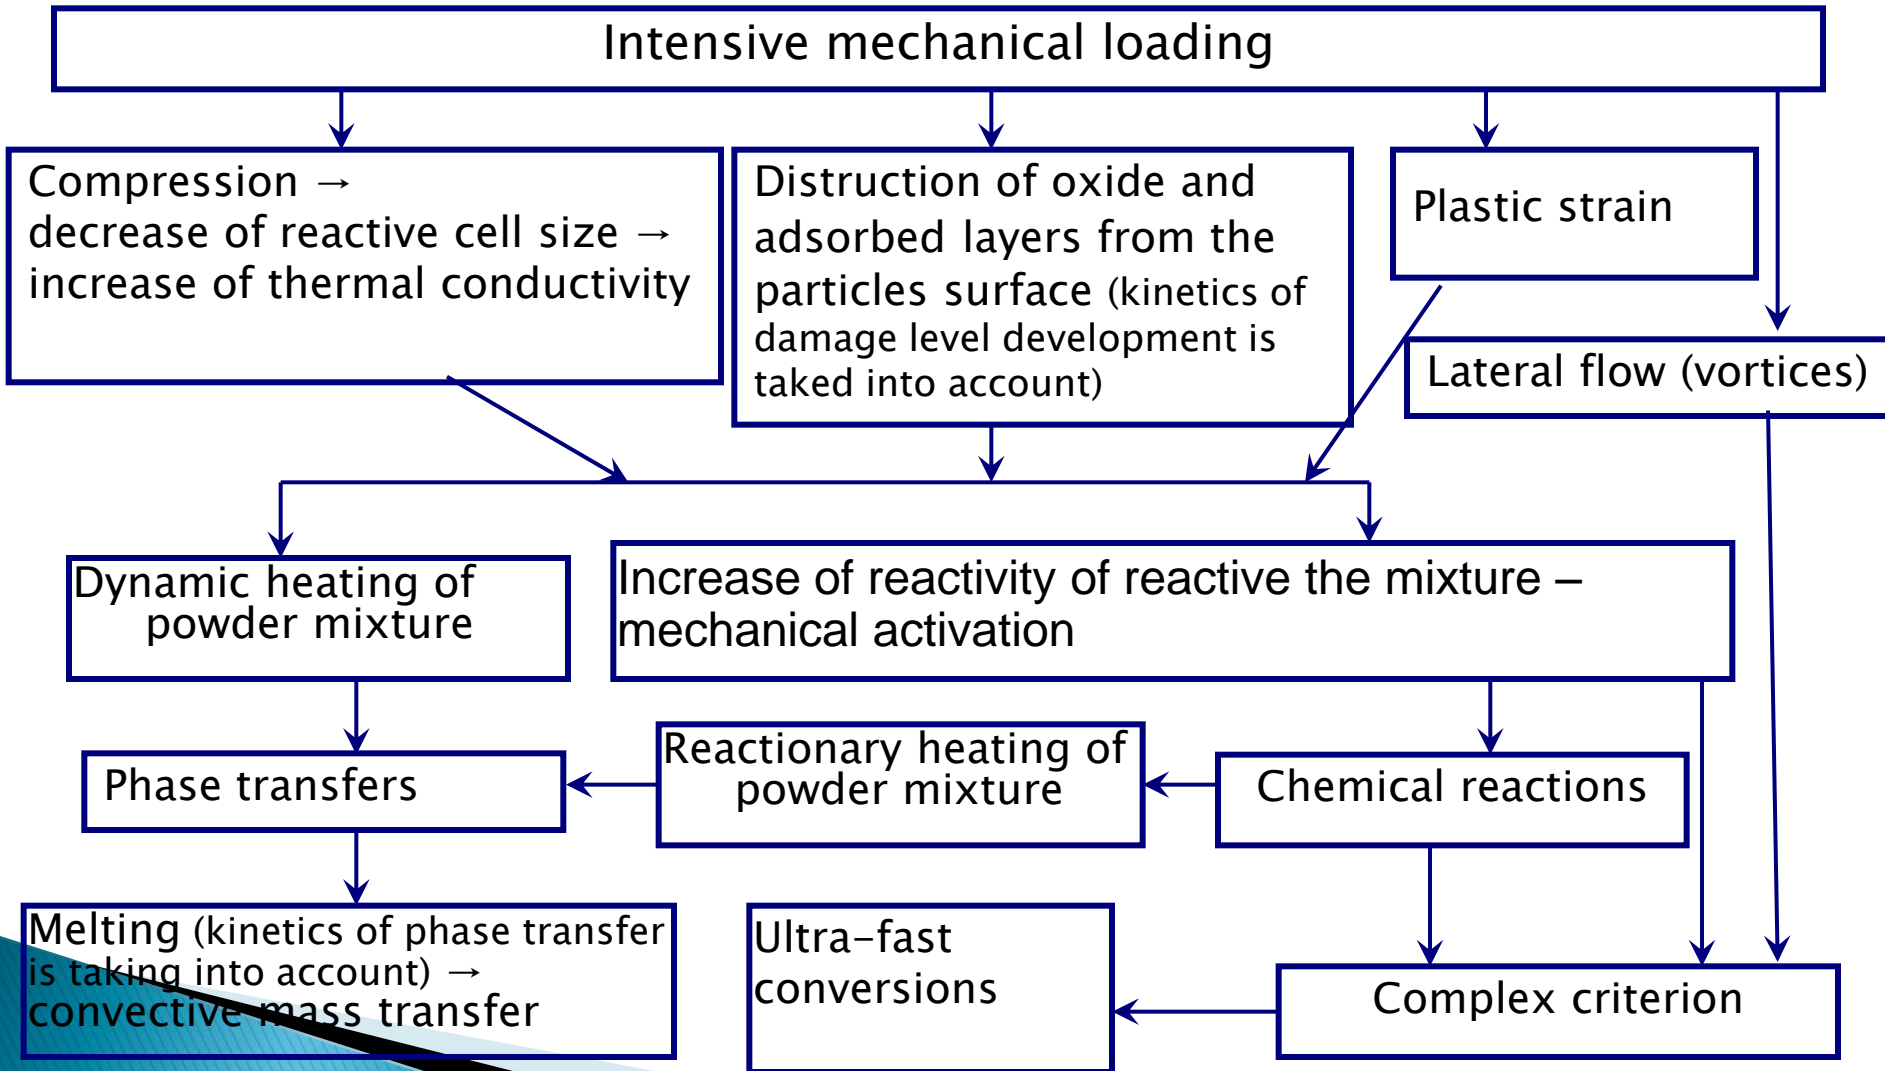 Intensive mechanical loading
Compression →
decrease of reactive cell size →
increase of thermal conductivity
Distruction of oxide and
adsorbed layers from the
particles surface (kinetics of
damage level development is
taked into account)
Plastic strain
Lateral flow (vortices)
Dynamic heating of
powder mixture
Increase of reactivity of reactive the mixture –
mechanical activation
Phase transfers
Reactionary heating of
powder mixture
Chemical reactions
Melting (kinetics of phase transfer
is taking into account) →
convective mass transfer
Ultra-fast
conversions
Complex criterion